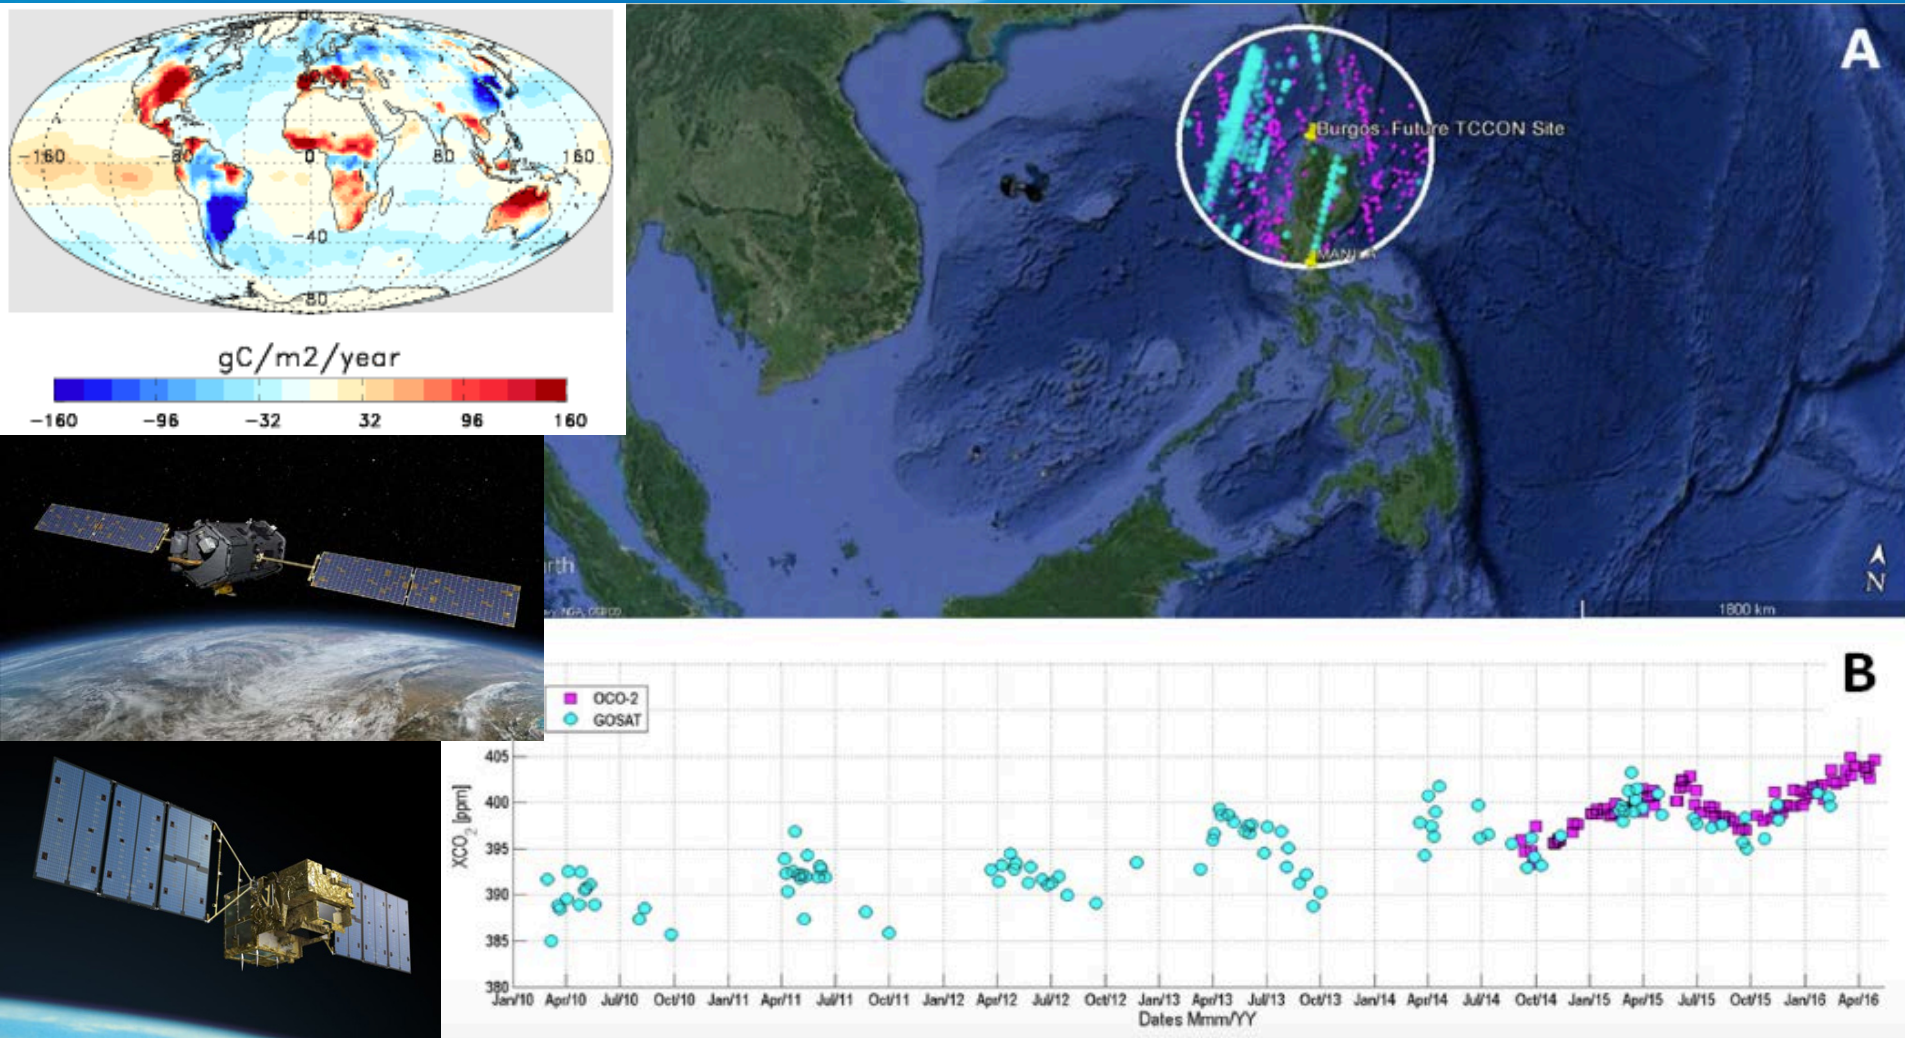 -160
-80
0
80
160
-40
-80
gC/m2/year
-160 -96 -32 32 96 160
A
Burgos: Future TCCON Site
MANILA
N
1800 km
B
OCO-2
GOSAT
XCO2 [ppm]
405
400
395
390
385
380
Jan/10 Apr/10 Jul/10 Oct/10 Jan/11 Apr/11 Jul/11 Oct/11 Jan/12 Apr/12 Jul/12 Oct/12 Jan/13 Apr/13 Jul/13 Oct/13 Jan/14 Apr/14 Jul/14 Oct/14 Jan/15 Apr/15 Jul/15 Oct/15 Jan/16 Apr/16
Dates Mmm/YY